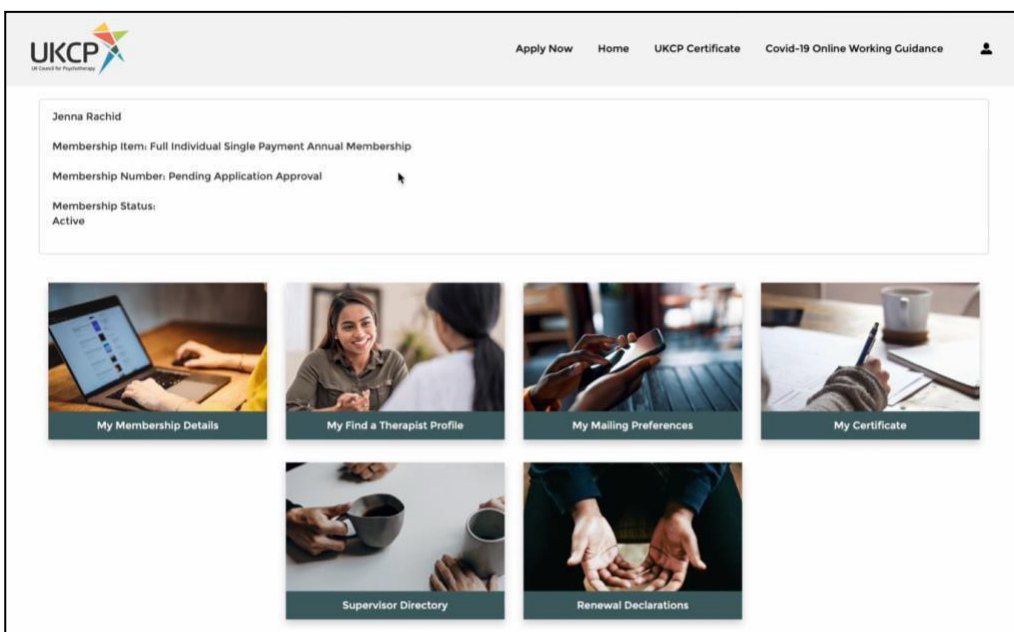 UKCP
UK Council for Psychotherapy
Apply Now Home UKCP Certificate Covid-19 Online Working Guidance
Jenna Rachid
Membership Item: Full Individual Single Payment Annual Membership
Membership Number: Pending Application Approval
Membership Status:
Active
My Membership Details
My Find a Therapist Profile
My Mailing Preferences
My Certificate
Supervisor Directory
Renewal Declarations